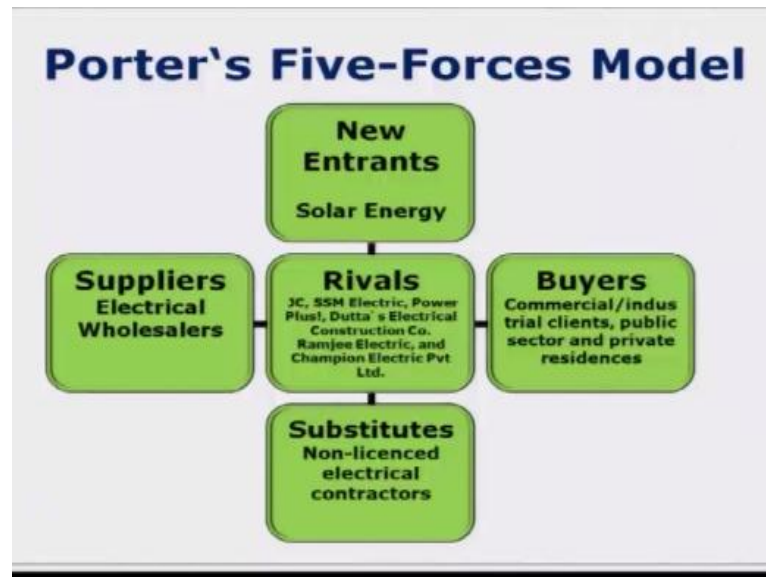 Porter`s Five-Forces Model
New
Entrants
Solar Energy
Suppliers
Electrical
Wholesalers
Rivals
JC, SSM Electric, Power
Plus!, Dutta`s Electrical
Construction Co.
Ramjee Electric, and
Champion Electric Pvt
Ltd.
Buyers
Commercial/indus
trial clients, public
sector and private
residences
Substitutes
Non-licenced
electrical
contractors